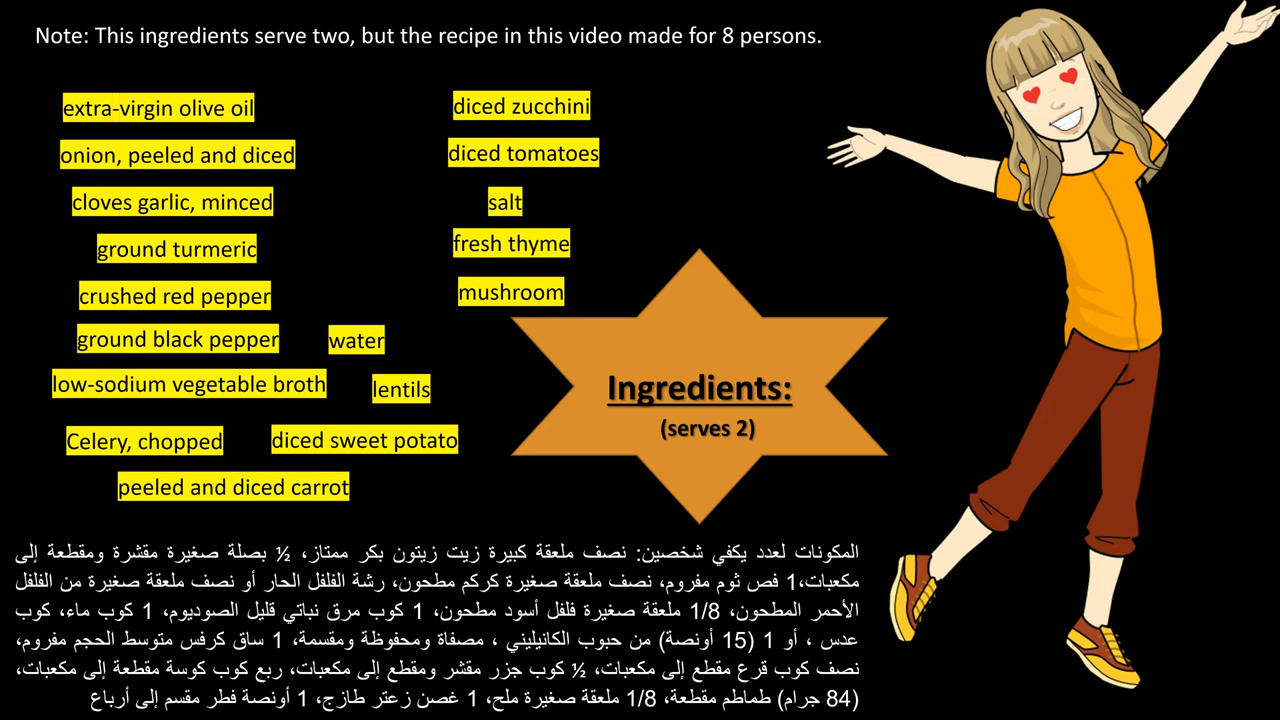 Note: This ingredients serve two, but the recipe in this video made for 8 persons.
extra-virgin olive oil
onion, peeled and diced
cloves garlic, minced
ground turmeric
crushed red pepper
ground black pepper
water
low-sodium vegetable broth
lentils
Celery, chopped
diced sweet potato
peeled and diced carrot
diced zucchini
diced tomatoes
salt
fresh thyme
mushroom
Ingredients:
(serves 2)
المكونات لعدد يكفي شخصين: نصف ملعقة كبيرة زيت زيتون بكر ممتاز، ½ بصلة صغيرة مقشرة ومقطعة إلى
مكعبات،1 فص ثوم مفروم، نصف ملعقة صغيرة كركم مطحون، رشة الفلفل الحار أو نصف ملعقة صغيرة من الفلفل
الأحمر المطحون، 1/8 ملعقة صغيرة فلفل أسود مطحون، 1 كوب مرق نباتي قليل الصوديوم، 1 كوب ماء، كوب
عدس ، أو 1 (15 أونصة) من حبوب الكانيليني ، مصفاة ومحفوظة ومقسمة، 1 ساق كرفس متوسط الحجم مفروم،
نصف كوب قرع مقطع إلى مكعبات، ½ كوب جزر مقشر ومقطع إلى مكعبات، ربع كوب كوسة مقطعة إلى مكعبات،
(84 جرام) طماطم مقطعة، 1/8 ملعقة صغيرة ملح، 1 غصن زعتر طازج، 1 أونصة فطر مقسم إلى أرباع